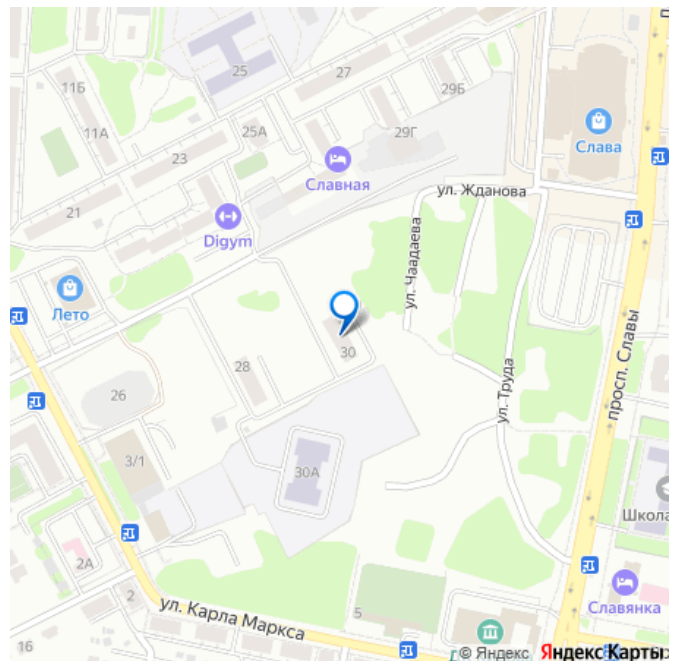 11Б
25
27
29Б
11А
25А
29Г
Слава
23
Славная
21
ул. Жданова
Digym
ул. Чаадаева
Лето
просп. Славы
30
28
26
ул. Труда
3/1
30А
Школа
2А
2
Славянка
ул. Карла Маркса
5
16
© Яндекс
Яндекс Карты